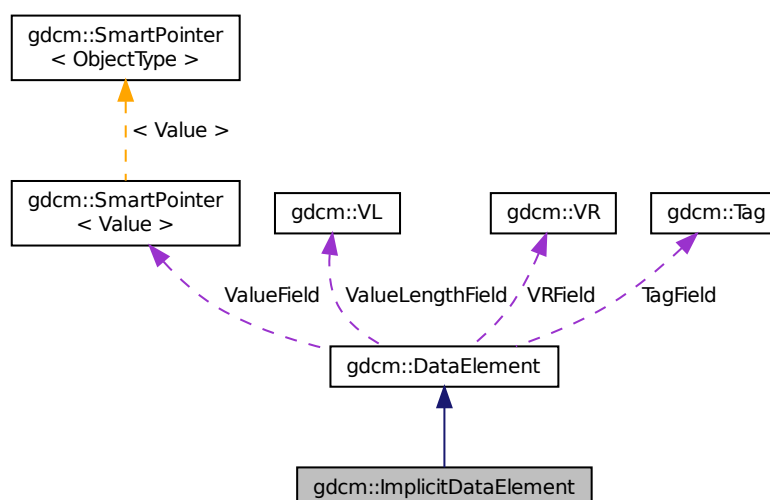 gdcm::SmartPointer
< ObjectType >
< Value >
gdcm::SmartPointer
< Value >
gdcm::VL
gdcm::VR
gdcm::Tag
ValueField
ValueLengthField
VRField
TagField
gdcm::DataElement
gdcm::ImplicitDataElement